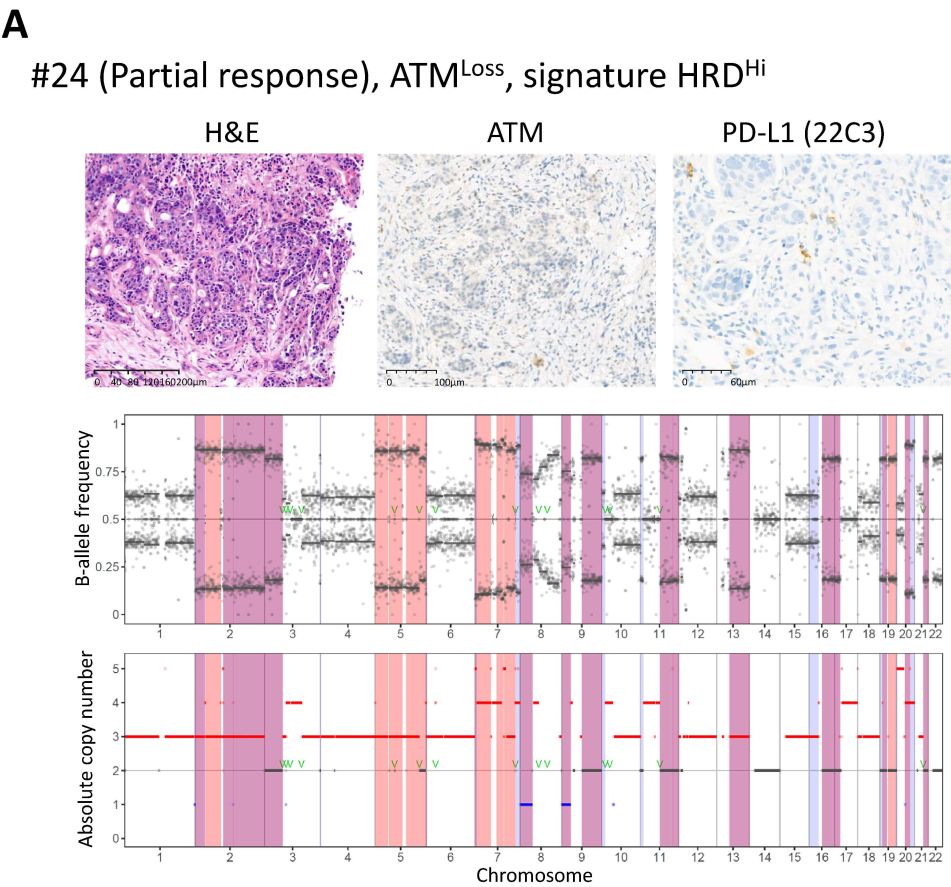 A
#24 (Partial response), ATM^Loss, signature HRD^Hi
H&E ATM PD-L1 (22C3)
0 40 80 120160200µm 0 100µm 0 60µm
B-allele frequency
1
0.75
0.5
0.25
0
V V V V V V V V V V V V V
1 2 3 4 5 6 7 8 9 10 11 12 13 14 15 16 17 18 19 20 21 22
Absolute copy number
5
4
3
2
1
0
V V V V V V V V V V V V V
1 2 3 4 5 6 7 8 9 10 11 12 13 14 15 16 17 18 19 20 21 22
Chromosome